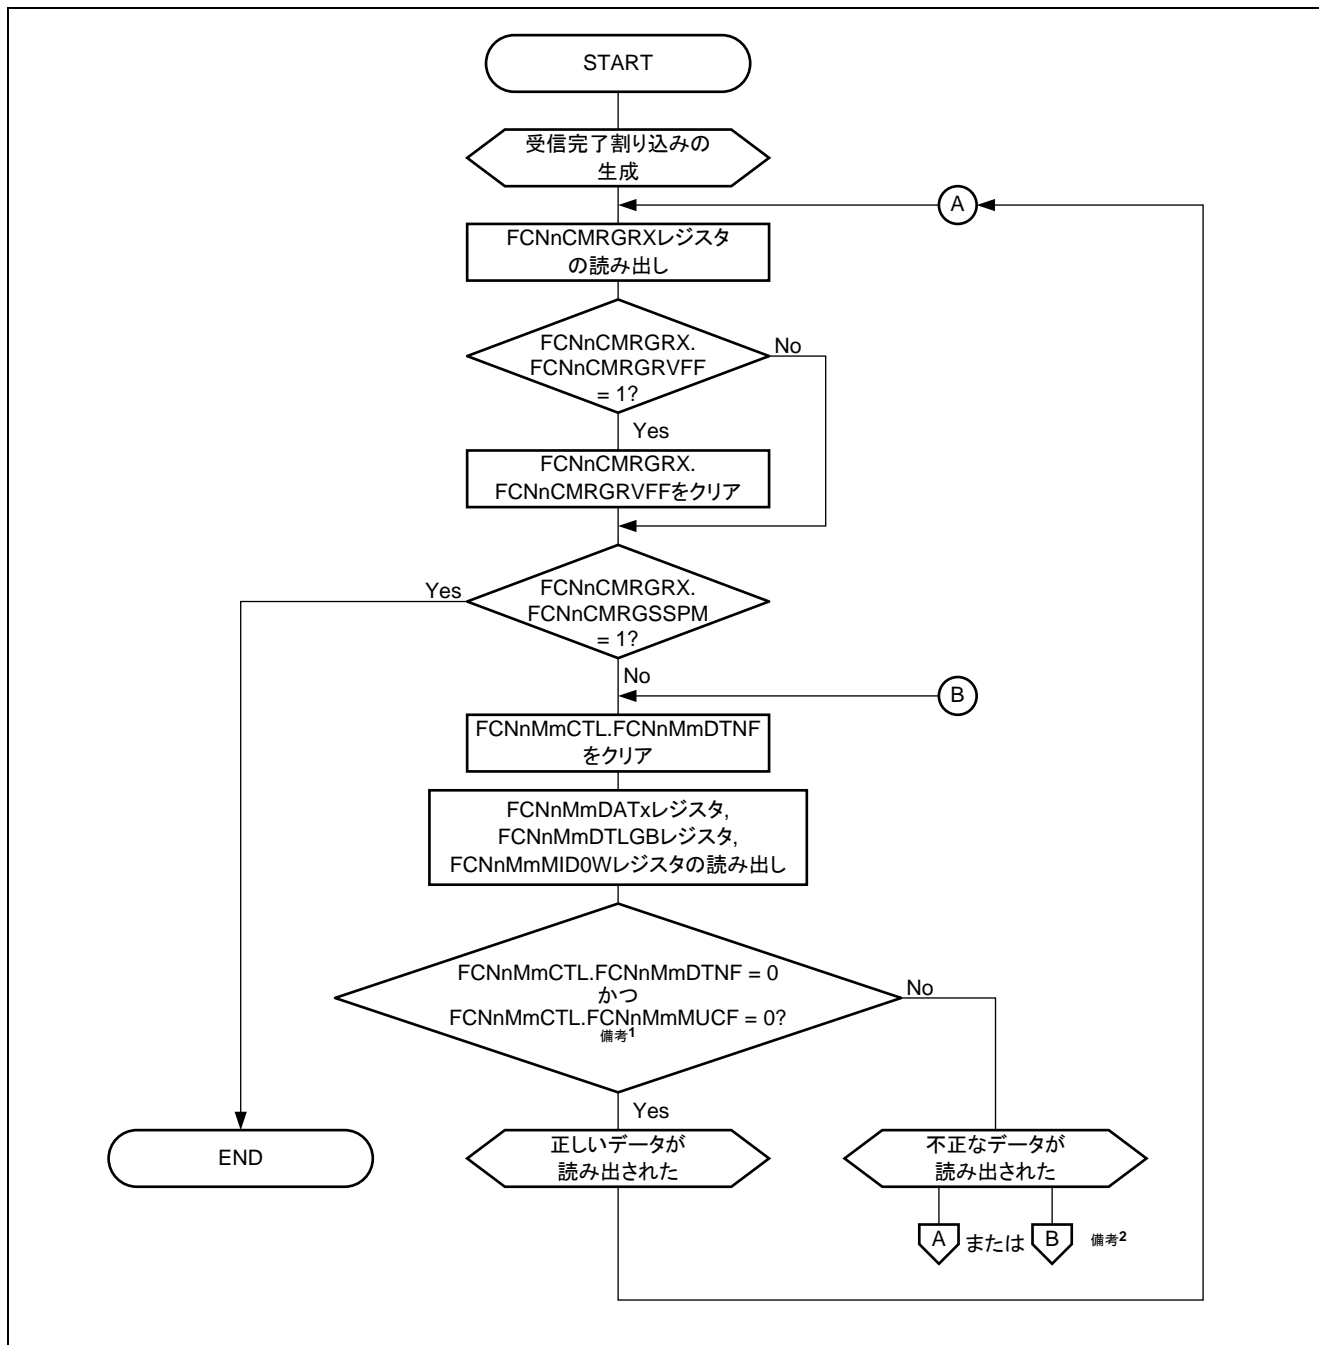 START
受信完了割り込みの
生成
A
FCNnCMRGRXレジスタ
の読み出し
FCNnCMRGRX.
FCNnCMRGRVFF
= 1?
No
Yes
FCNnCMRGRX.
FCNnCMRGRVFFをクリア
FCNnCMRGRX.
FCNnCMRGSSPM
= 1?
Yes
No
B
FCNnMmCTL.FCNnMmDTNF
をクリア
FCNnMmDATxレジスタ,
FCNnMmDTLGBレジスタ,
FCNnMmMID0Wレジスタの読み出し
FCNnMmCTL.FCNnMmDTNF = 0
かつ
FCNnMmCTL.FCNnMmMUCF = 0?
備考1
No
Yes
END
正しいデータが
読み出された
不正なデータが
読み出された
A または B 備考2